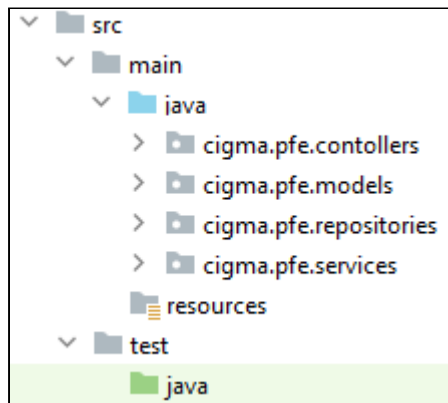 src
main
java
cigma.pfe.contollers
cigma.pfe.models
cigma.pfe.repositories
cigma.pfe.services
resources
test
java